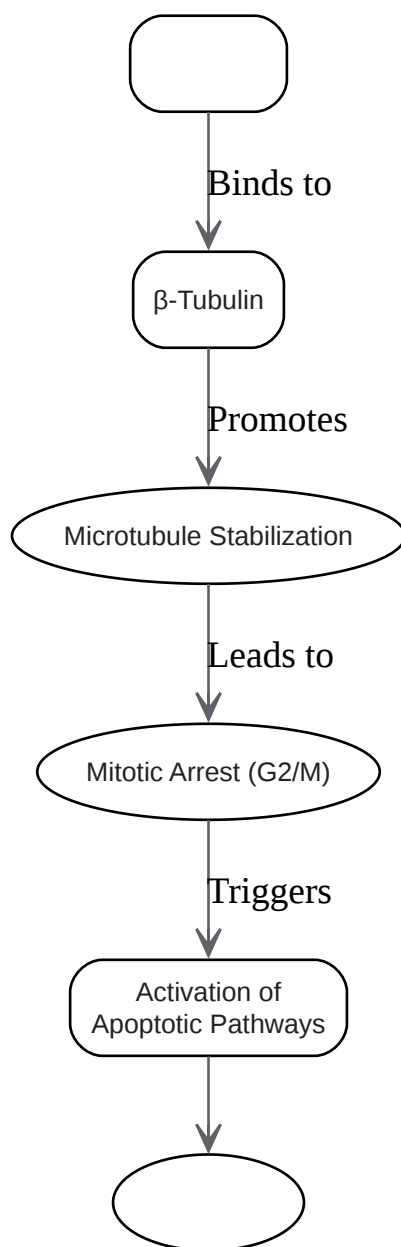 Binds to
β-Tubulin
Promotes
Microtubule Stabilization
Leads to
Mitotic Arrest (G2/M)
Triggers
Activation of
Apoptotic Pathways